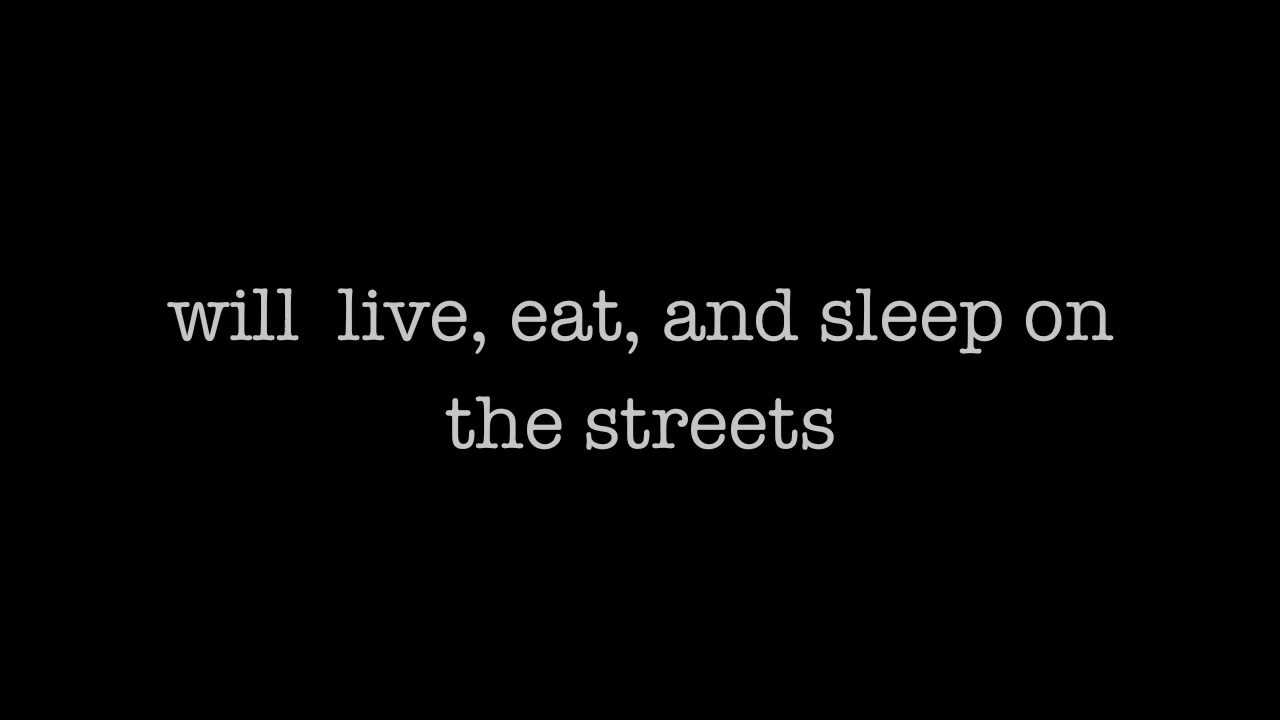 will  live, eat, and sleep on
the streets